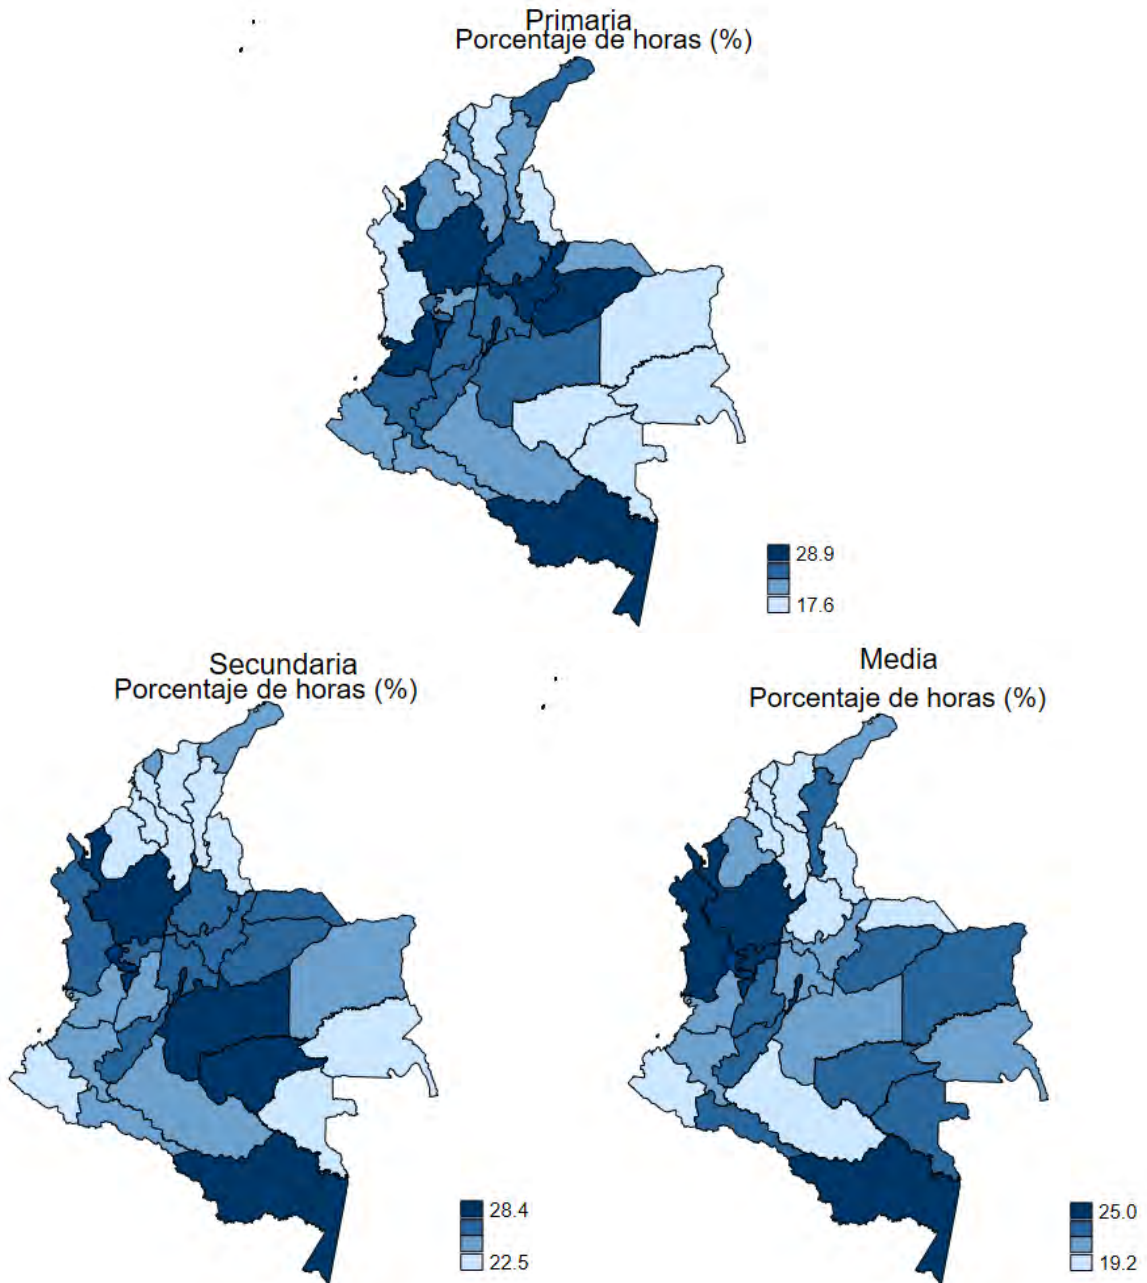 Primaria
Porcentaje de horas (%)
28.9
17.6
Secundaria
Porcentaje de horas (%)
28.4
22.5
Media
Porcentaje de horas (%)
25.0
19.2